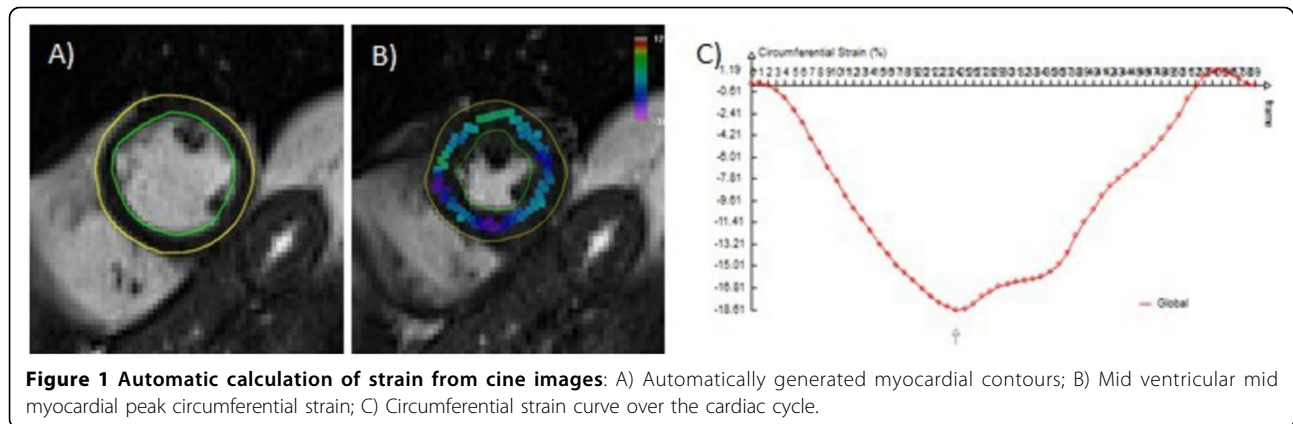 A)
B)
C)
Circumferential Strain (%)
1.19
-0.61
-2.41
-4.21
-6.01
-7.81
-9.61
-11.41
-13.21
-15.01
-16.81
-18.61
frame
Global
Figure 1 Automatic calculation of strain from cine images: A) Automatically generated myocardial contours; B) Mid ventricular mid
myocardial peak circumferential strain; C) Circumferential strain curve over the cardiac cycle.